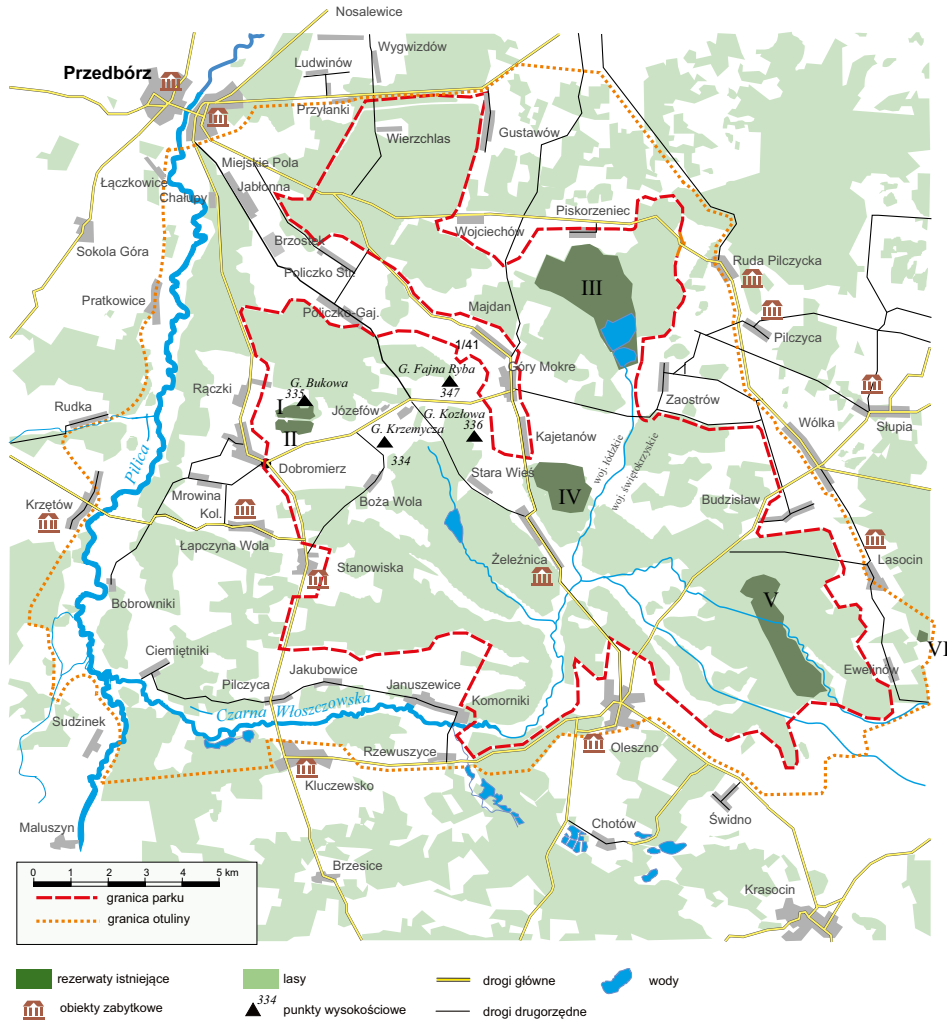 Nosalewice
Wygwizdów
Ludwinów
Przedbórz
Przyłanki
Gustawów
Wierzchlas
Miejskie Pola
Jabłonna
Łączkowice
Chałupy
Piskorzeniec
Wojciechów
Brzostek
Sokola Góra
Policzko Str.
Ruda Pilczycka
III
Pratkowice
Policzko-Gaj.
Majdan
Pilczyca
1/41
Góry Mokre
G. Fajna Ryba
347
Rączki
G. Bukowa
335
I
Józefów
Zaostrów
Rudka
G. Kozłowa
336
Wólka
Słupia
G. Krzemycza
334
II
Kajetanów
woj. łódzkie
woj. świętokrzyskie
Pilica
Dobromierz
Stara Wieś
IV
Mrowina
Kol.
Boża Wola
Budzisław
Krzętów
Łapczyna Wola
Żeleźnica
Lasocin
Stanowiska
V
Bobrowniki
VI
Ciemiętniki
Ewelinów
Jakubowice
Pilczyca
Januszewice
Komorniki
Czarna Włoszczowska
Sudzinek
Rzewuszyce
Oleszno
Kluczewsko
Świdno
Chotów
Maluszyn
Brzesice
Krasocin
0 1 2 3 4 5 km
granica parku
granica otuliny
rezerwaty istniejące
lasy
drogi główne
wody
obiekty zabytkowe
334
punkty wysokościowe
drogi drugorzędne